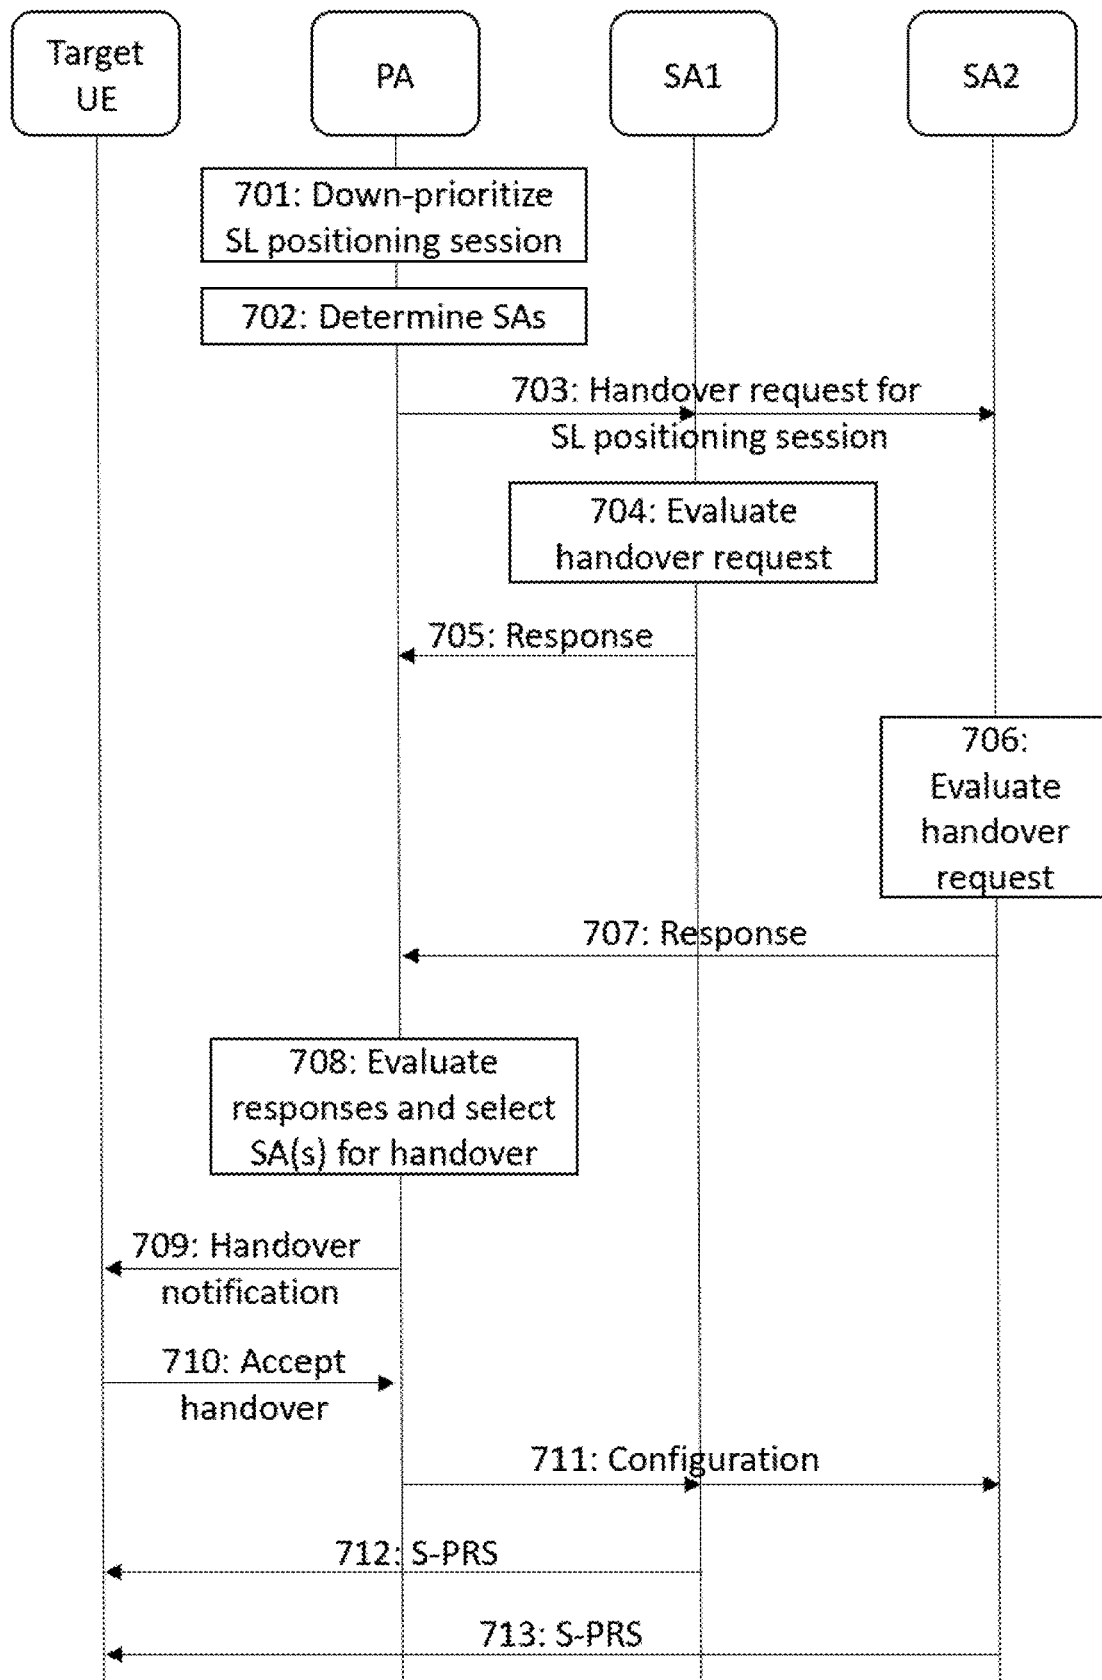 Target
UE
PA
SA1
SA2
701: Down-prioritize
SL positioning session
702: Determine SAs
703: Handover request for
SL positioning session
704: Evaluate
handover request
705: Response
706:
Evaluate
handover
request
707: Response
708: Evaluate
responses and select
SA(s) for handover
709: Handover
notification
710: Accept
handover
711: Configuration
712: S-PRS
713: S-PRS